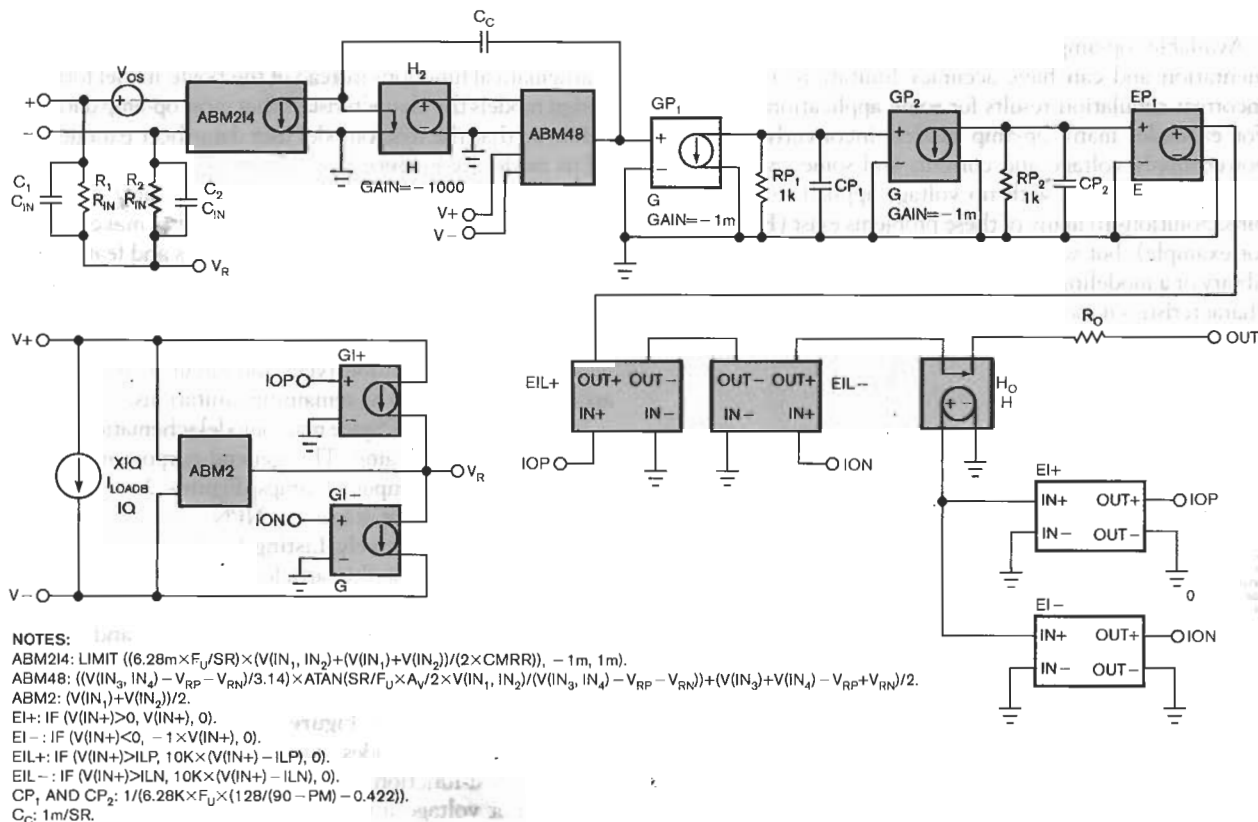 C_C
V_OS
+
−
ABM2I4
H_2
H
GAIN=−1000
ABM48
V+
V−
GP_1
+
−
G
GAIN=−1m
RP_1
1k
CP_1
GP_2
+
−
G
GAIN=−1m
RP_2
1k
CP_2
EP_1
+
−
E
C_1
C_IN
R_1
R_IN
R_2
R_IN
C_2
C_IN
V_R
V+
V−
XIQ
I_LOADB
IQ
ABM2
GI+
IOP
+
−
V_R
GI−
ION
+
−
G
EIL+
OUT+ OUT−
IN+ IN−
IOP
OUT− OUT+
IN− IN+
EIL−
ION
R_O
OUT
H_O
H
+ −
EI+
IN+ OUT+
IN− OUT−
IOP
0
EI−
IN+ OUT+
IN− OUT−
ION
NOTES:
ABM2I4: LIMIT ((6.28m×F_U/SR)×(V(IN_1, IN_2)+(V(IN_1)+V(IN_2))/(2×CMRR)), −1m, 1m).
ABM48: ((V(IN_3, IN_4)−V_RP−V_RN)/3.14)×ATAN(SR/F_U×A_V/2×V(IN_1, IN_2)/(V(IN_3, IN_4)−V_RP−V_RN))+(V(IN_3)+V(IN_4)−V_RP+V_RN)/2.
ABM2: (V(IN_1)+V(IN_2))/2.
EI+: IF (V(IN+)>0, V(IN+), 0).
EI−: IF (V(IN+)<0, −1×V(IN+), 0).
EIL+: IF (V(IN+)>ILP, 10K×(V(IN+)−ILP), 0).
EIL−: IF (V(IN+)>ILN, 10K×(V(IN+)−ILN), 0).
CP_1 AND CP_2: 1/(6.28K×F_U×(128/(90−PM)−0.422)).
C_C: 1m/SR.